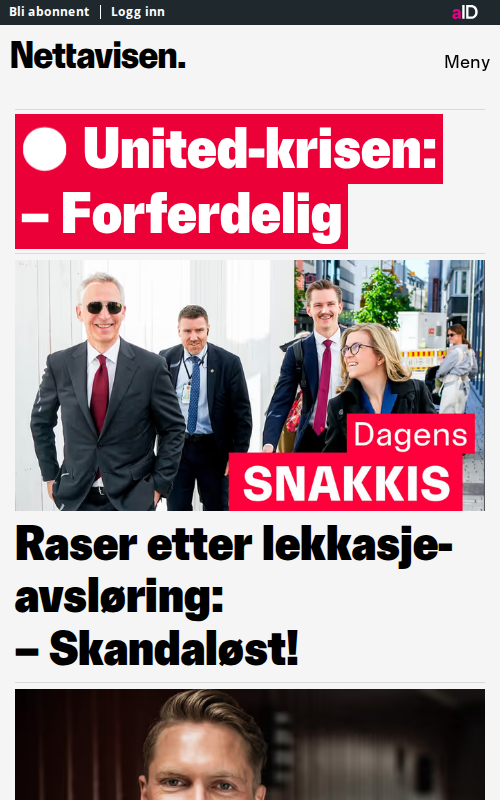 Bli abonnent | Logg inn
aID
Nettavisen.
Meny
United-krisen:
– Forferdelig
Dagens
SNAKKIS
Raser etter lekkasje-
avsløring:
– Skandaløst!